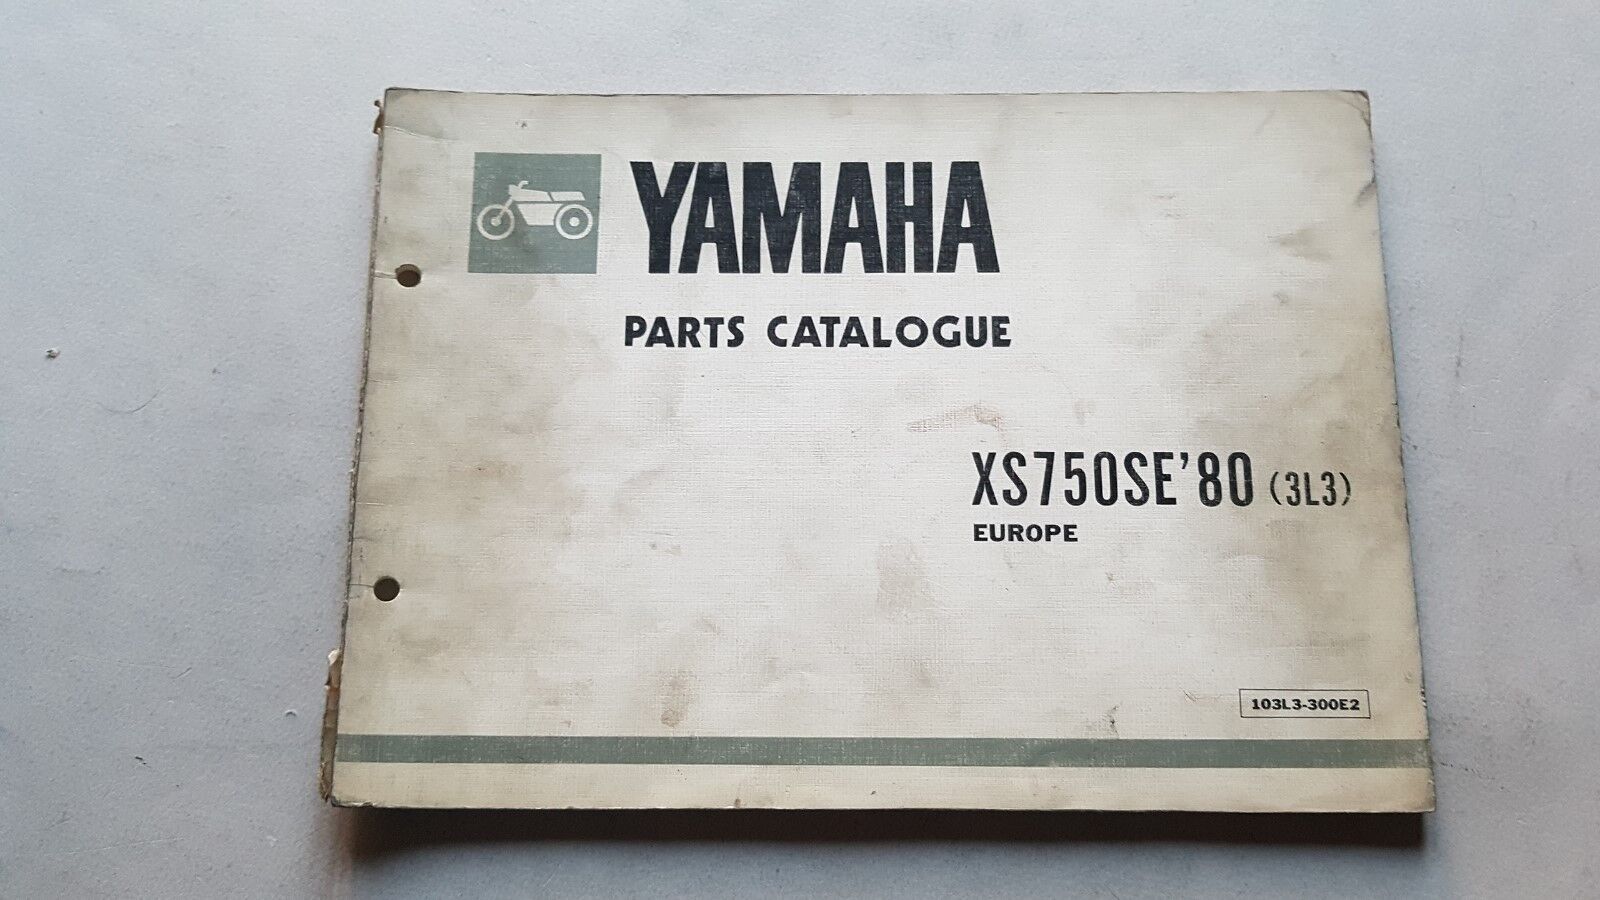 YAMAHA
PARTS CATALOGUE
XS750SE'80 (3L3)
EUROPE
103L3-300E2